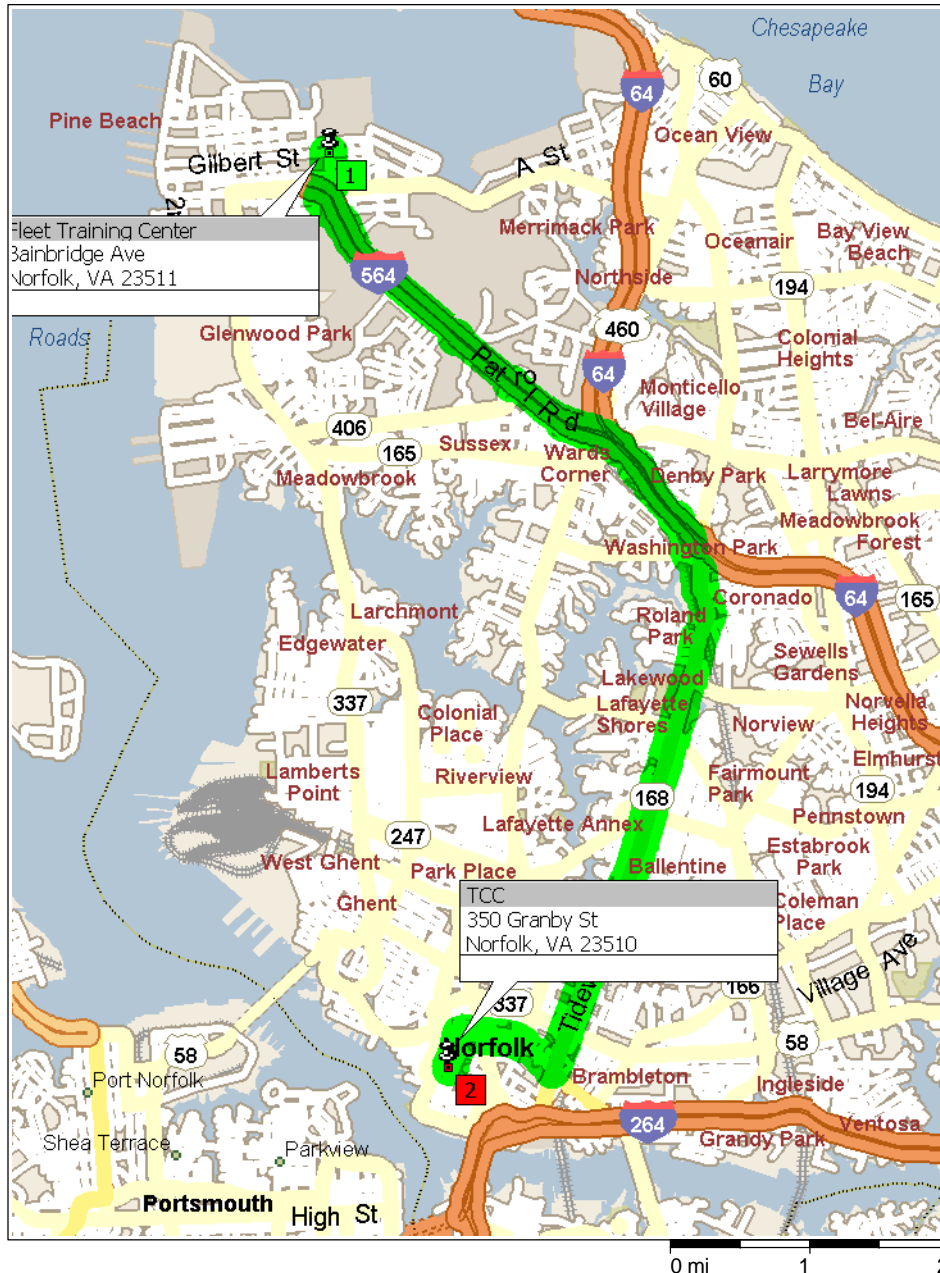 Chesapeake
Bay
64
60
Pine Beach
Ocean View
Gilbert St
A St
1
Merrimack Park
Oceanair
Bay View
Beach
Fleet Training Center
Bainbridge Ave
Norfolk, VA 23511
564
Northside
194
Roads
Glenwood Park
460
Colonial
Heights
64
Patrol Rd
Monticello
Village
406
Bel-Aire
165
Sussex
Wards
Corner
Meadowbrook
Denby Park
Larrymore
Lawns
Meadowbrook
Forest
Washington Park
Coronado
64
165
Larchmont
Roland
Park
Edgewater
Sewells
Gardens
Lakewood
337
Lafayette
Shores
Norvella
Heights
Colonial
Place
Norview
Elmhurst
Lamberts
Point
Riverview
Fairmount
Park
168
194
Pennstown
Lafayette Annex
247
Estabrook
Park
West Ghent
Park Place
Ballentine
Ghent
TCC
350 Granby St
Norfolk, VA 23510
Coleman
Place
Village Ave
337
166
58
58
Norfolk
2
Brambleton
Ingleside
Port Norfolk
264
Ventosa
Grandy Park
Shea Terrace
Parkview
Portsmouth
High St
0 mi
1